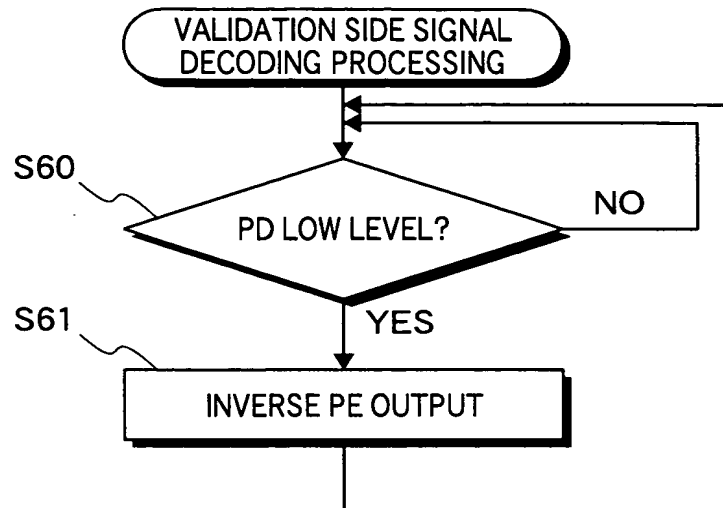 VALIDATION SIDE SIGNAL
DECODING PROCESSING
S60
PD LOW LEVEL?
NO
YES
S61
INVERSE PE OUTPUT